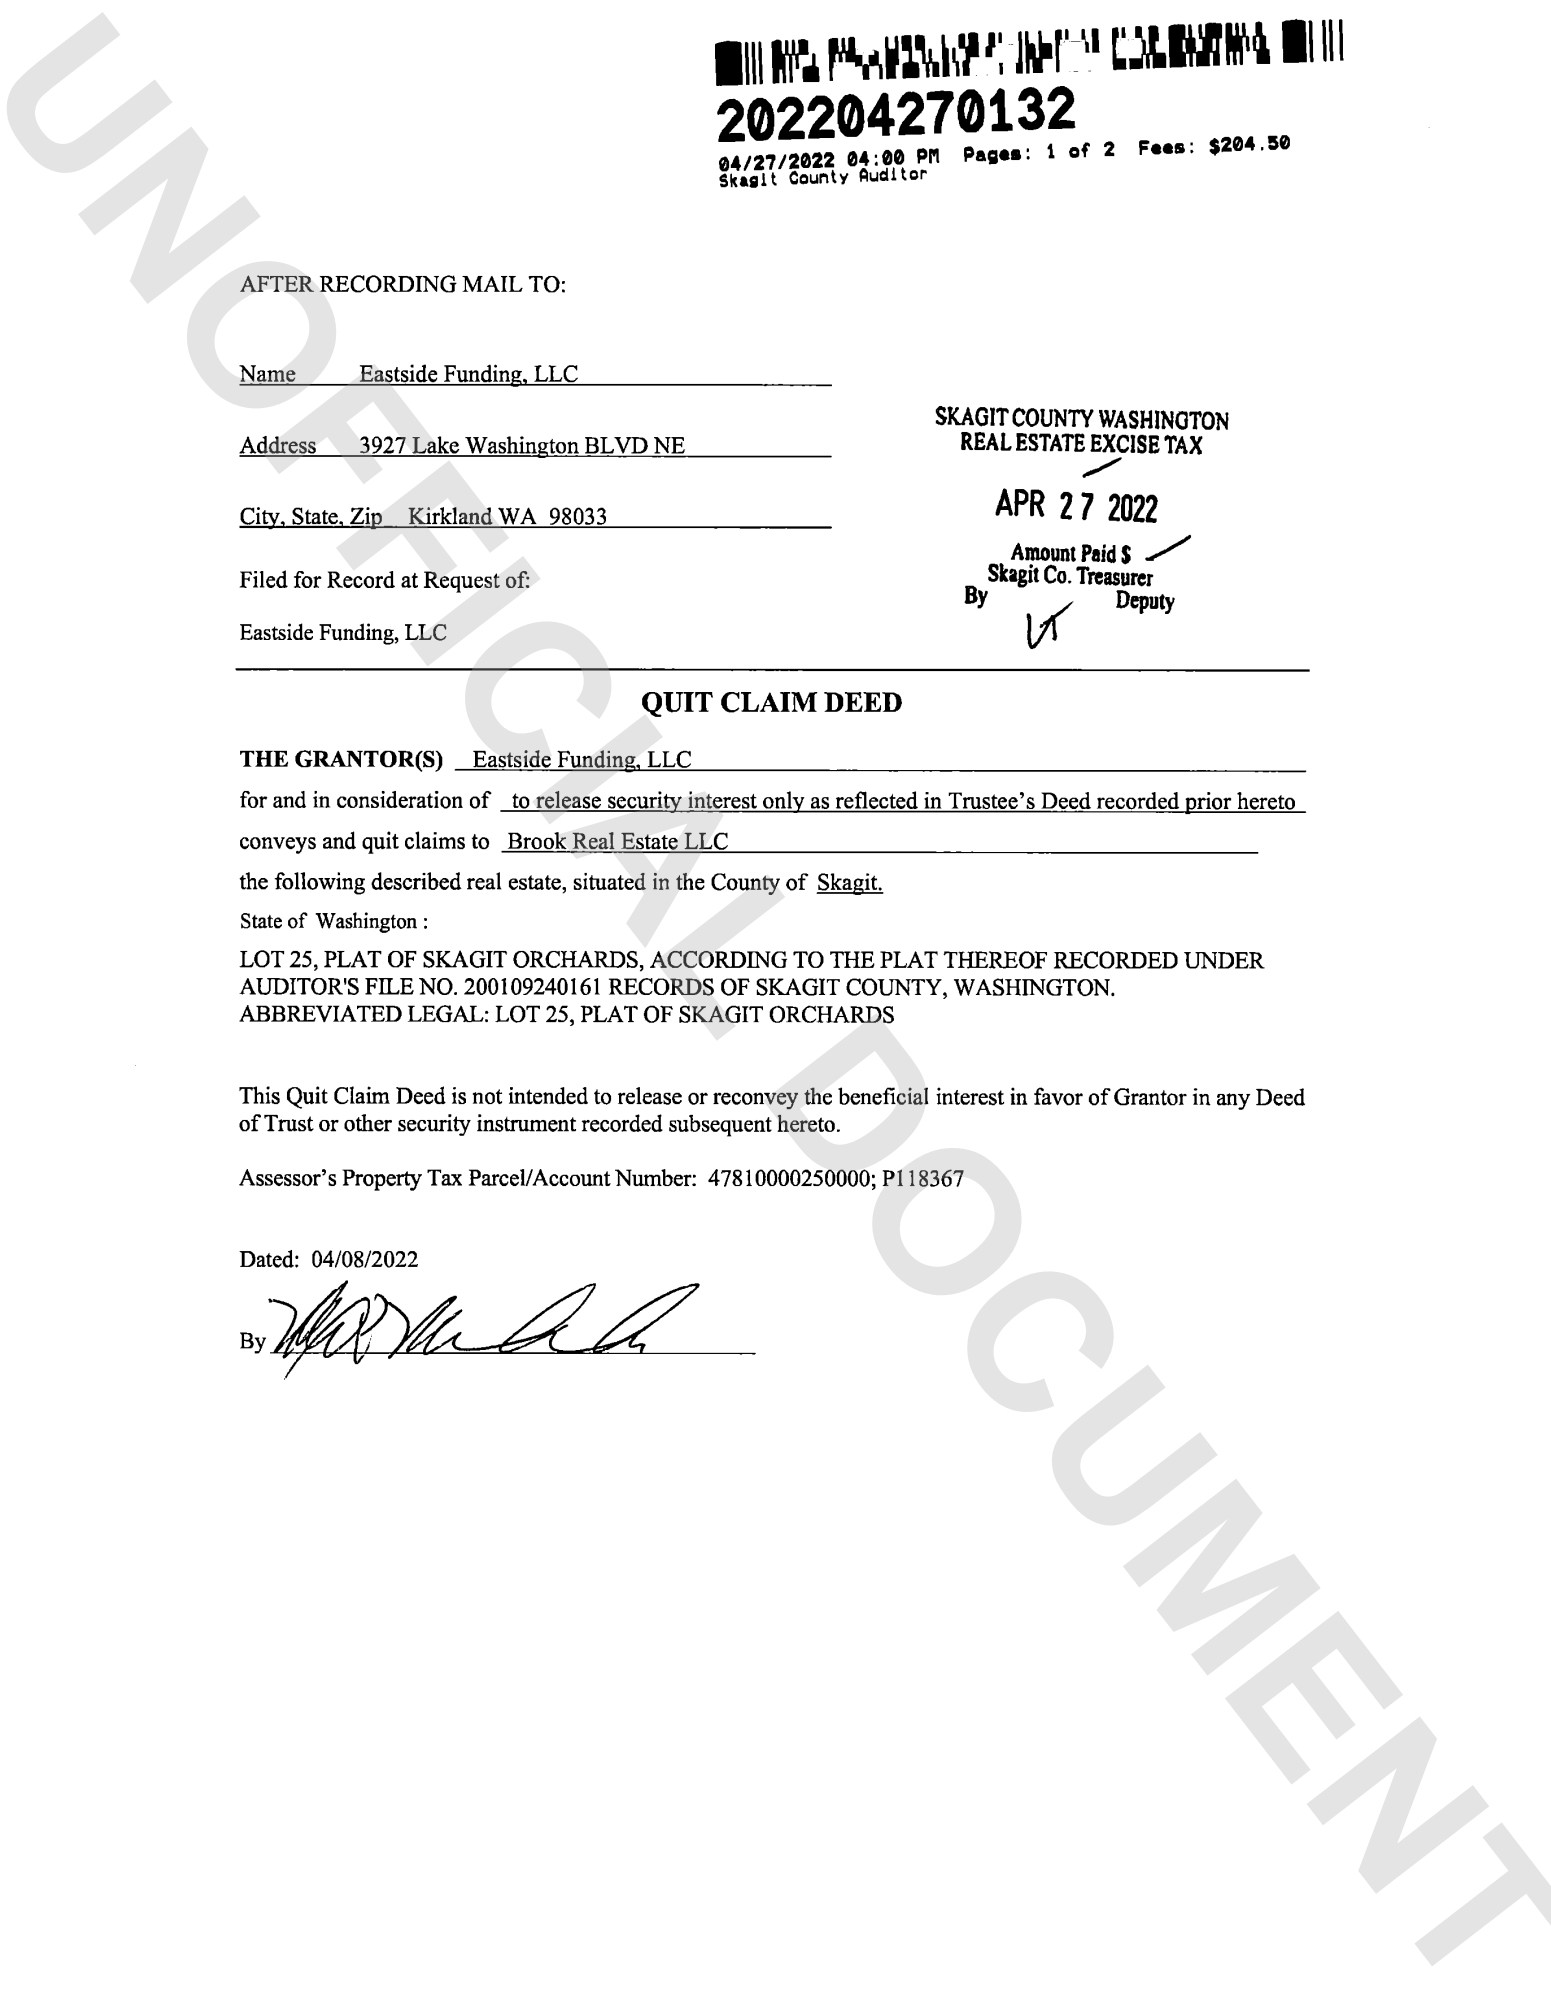 202204270132
04/27/2022 04:00 PM Pages: 1 of 2 Fees: $204.50
Skagit County Auditor
AFTER RECORDING MAIL TO:
Name Eastside Funding, LLC
Address 3927 Lake Washington BLVD NE
City, State, Zip Kirkland WA 98033
Filed for Record at Request of:
Eastside Funding, LLC
SKAGIT COUNTY WASHINGTON
REAL ESTATE EXCISE TAX
APR 27 2022
Amount Paid $
Skagit Co. Treasurer
By Deputy
QUIT CLAIM DEED
THE GRANTOR(S) Eastside Funding, LLC
for and in consideration of to release security interest only as reflected in Trustee's Deed recorded prior hereto
conveys and quit claims to Brook Real Estate LLC
the following described real estate, situated in the County of Skagit.
State of Washington :
LOT 25, PLAT OF SKAGIT ORCHARDS, ACCORDING TO THE PLAT THEREOF RECORDED UNDER
AUDITOR'S FILE NO. 200109240161 RECORDS OF SKAGIT COUNTY, WASHINGTON.
ABBREVIATED LEGAL: LOT 25, PLAT OF SKAGIT ORCHARDS
This Quit Claim Deed is not intended to release or reconvey the beneficial interest in favor of Grantor in any Deed
of Trust or other security instrument recorded subsequent hereto.
Assessor's Property Tax Parcel/Account Number: 47810000250000; P118367
Dated: 04/08/2022
By
UNOFFICIAL DOCUMENT